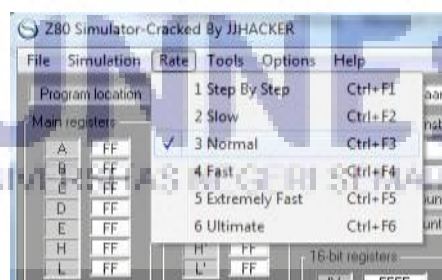 Z80 Simulator-Cracked By JJHACKER
File Simulation Rate Tools Options Help
Program location
Main registers
1 Step By Step Ctrl+F1
2 Slow Ctrl+F2
3 Normal Ctrl+F3
4 Fast Ctrl+F4
5 Extremely Fast Ctrl+F5
6 Ultimate Ctrl+F6
A FF
B FF
C FF
D FF
E FF
H FF H' FF
L FF L' FF
16-bit registers